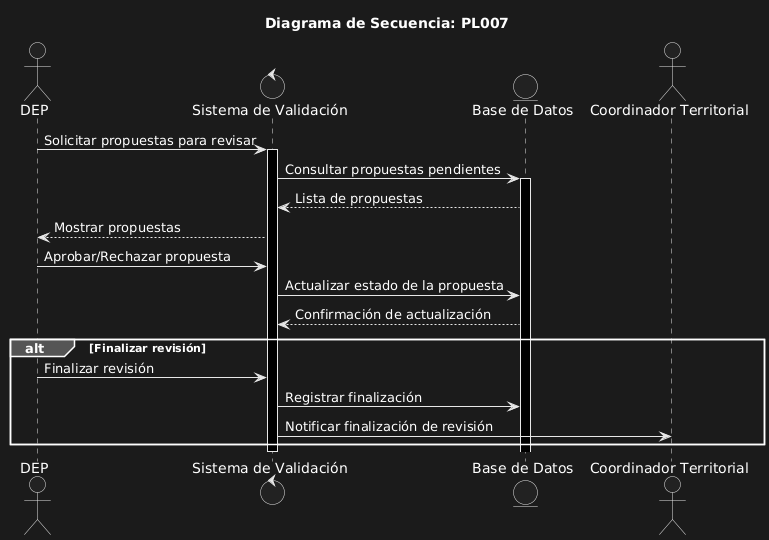 Diagrama de Secuencia: PL007
DEP
Sistema de Validación
Base de Datos
Coordinador Territorial
Solicitar propuestas para revisar
Consultar propuestas pendientes
Lista de propuestas
Mostrar propuestas
Aprobar/Rechazar propuesta
Actualizar estado de la propuesta
Confirmación de actualización
alt
[Finalizar revisión]
Finalizar revisión
Registrar finalización
Notificar finalización de revisión
DEP
Sistema de Validación
Base de Datos
Coordinador Territorial